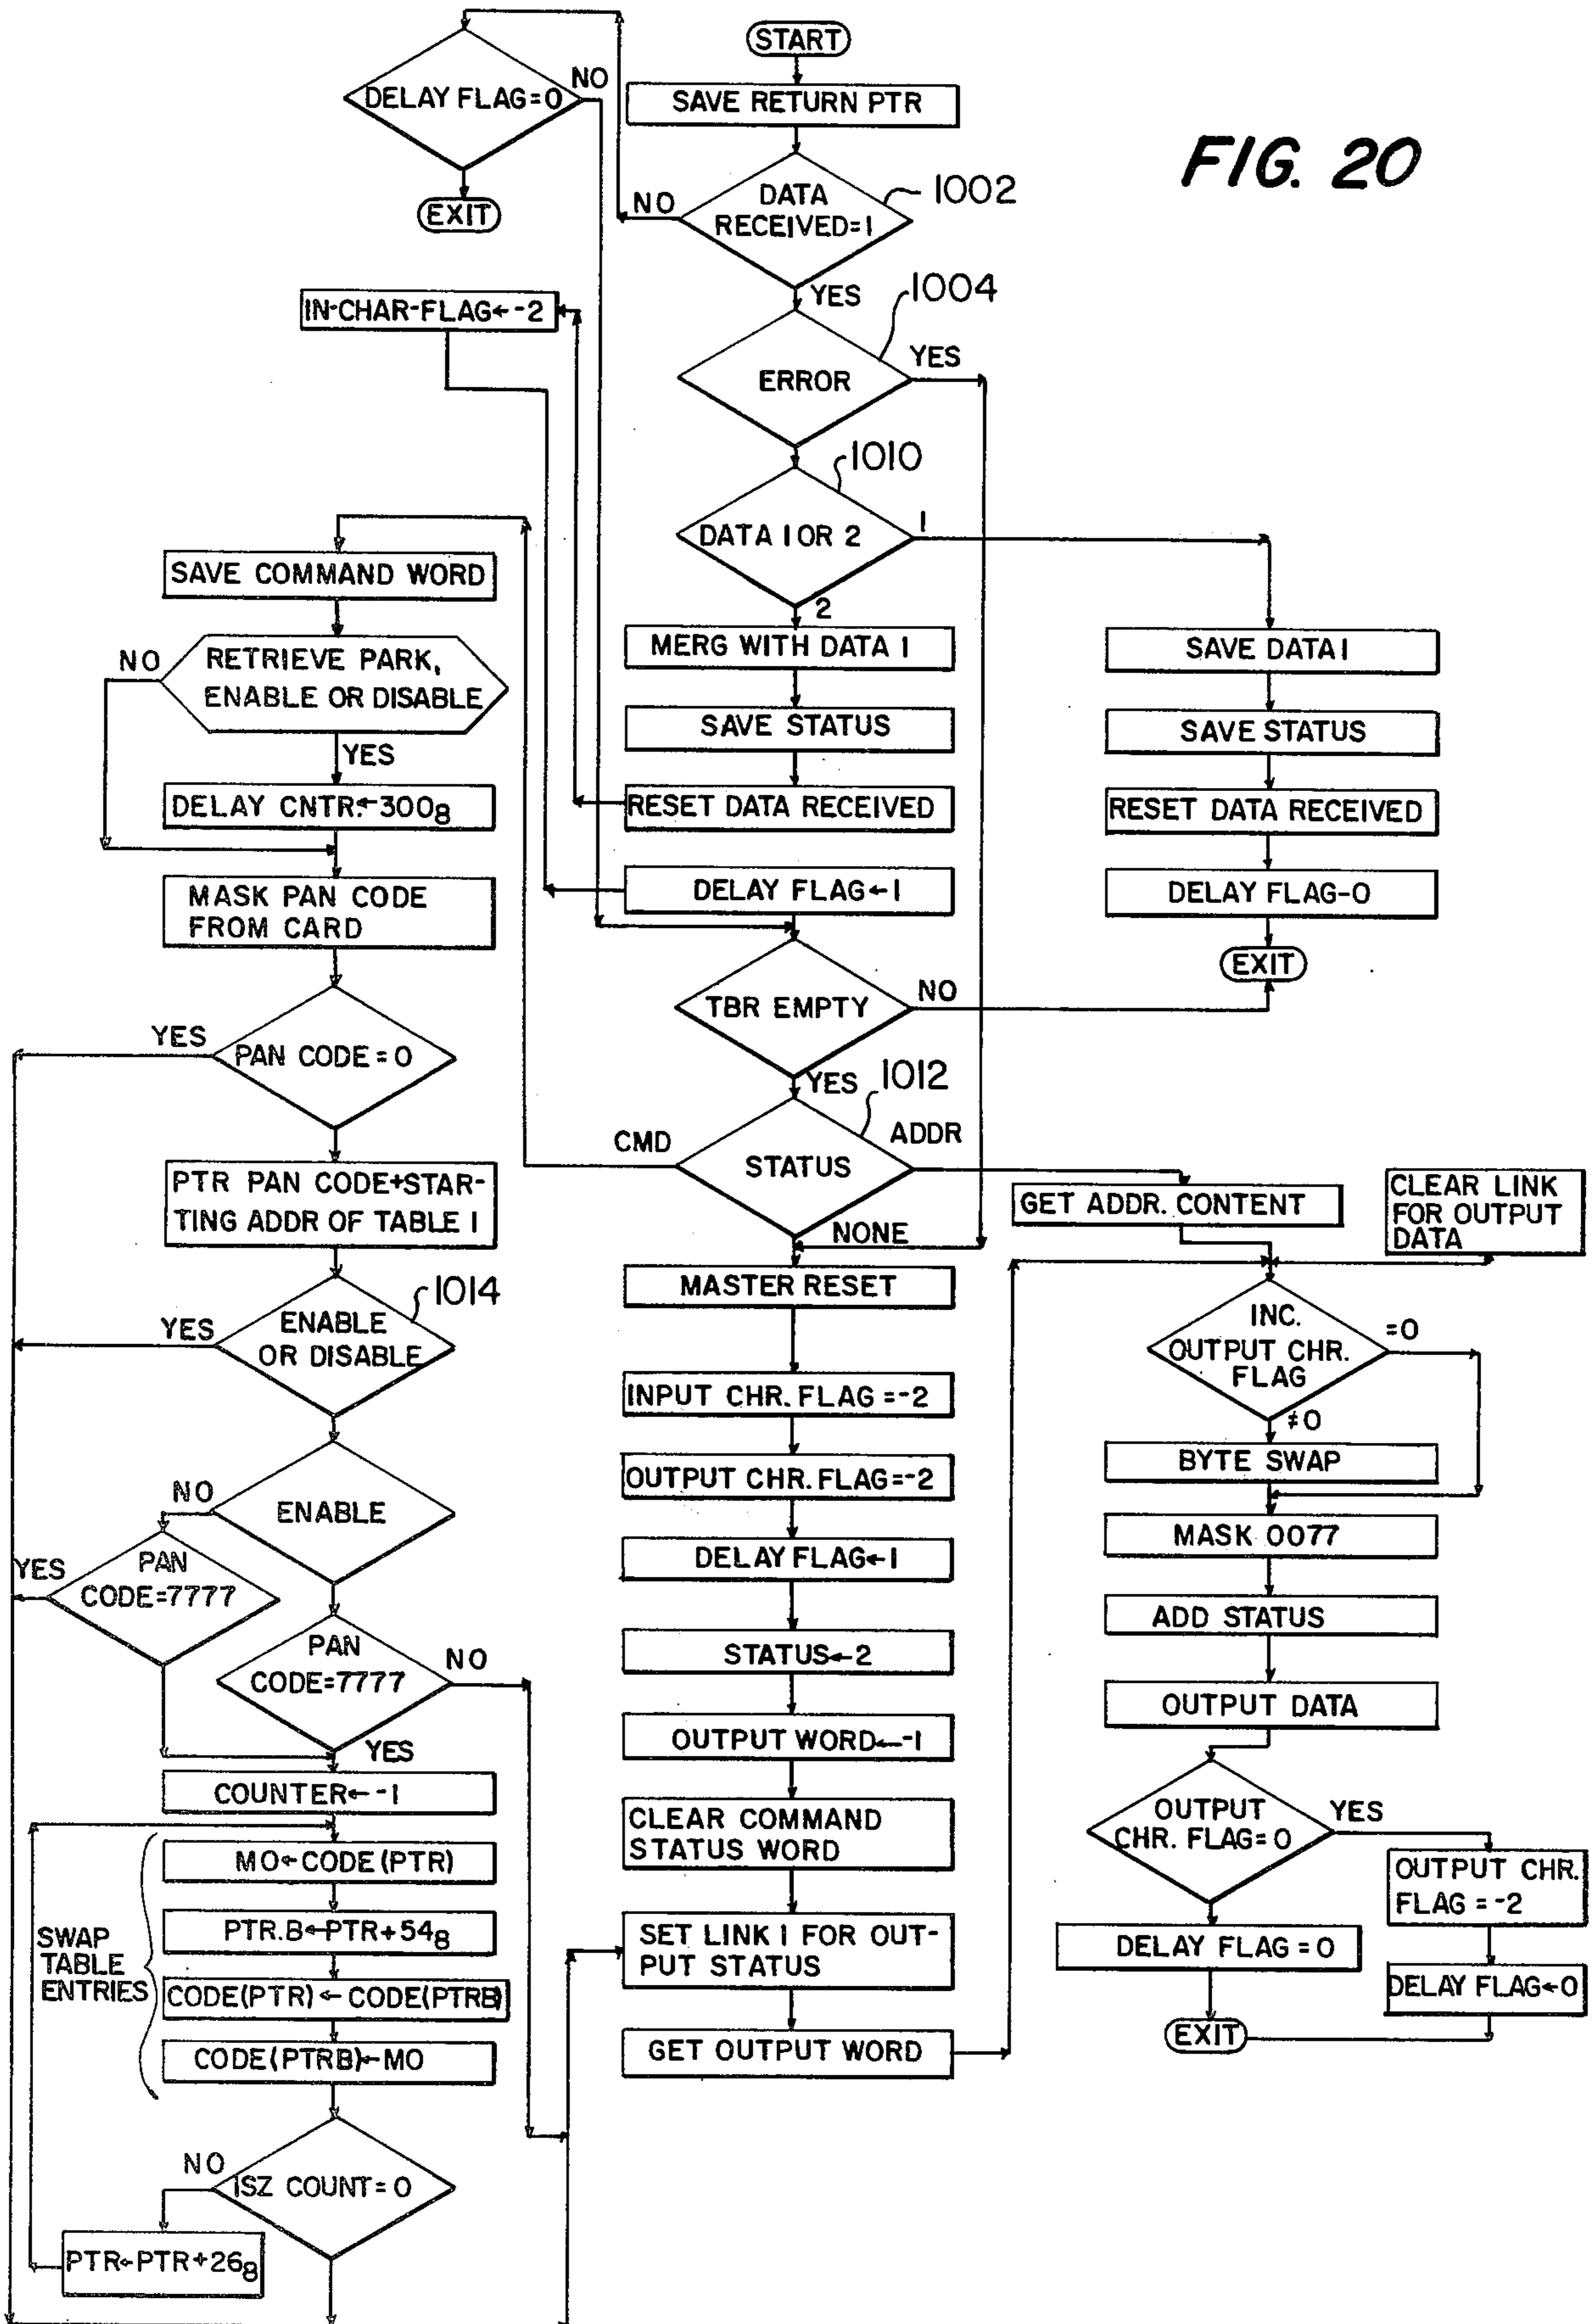 FIG. 20
START
SAVE RETURN PTR
DELAY FLAG=0
NO
EXIT
DATA
RECEIVED=1
1002
NO
YES
IN-CHAR-FLAG←-2
ERROR
1004
YES
DATA 1 OR 2
1010
1
2
MERG WITH DATA 1
SAVE STATUS
RESET DATA RECEIVED
DELAY FLAG←1
SAVE DATA 1
SAVE STATUS
RESET DATA RECEIVED
DELAY FLAG-0
EXIT
TBR EMPTY
NO
YES
STATUS
1012
CMD
ADDR
NONE
SAVE COMMAND WORD
RETRIEVE PARK,
ENABLE OR DISABLE
NO
YES
DELAY CNTR.←300₈
MASK PAN CODE
FROM CARD
PAN CODE = 0
YES
PTR PAN CODE+STAR-
TING ADDR OF TABLE 1
ENABLE
OR DISABLE
1014
YES
ENABLE
NO
PAN
CODE=7777
YES
PAN
CODE=7777
NO
YES
COUNTER←-1
SWAP
TABLE
ENTRIES
MO←CODE (PTR)
PTR.B←PTR+54₈
CODE(PTR)←CODE(PTRB)
CODE(PTRB)←MO
ISZ COUNT=0
NO
PTR←PTR+26₈
MASTER RESET
INPUT CHR. FLAG =-2
OUTPUT CHR. FLAG=-2
DELAY FLAG←1
STATUS←2
OUTPUT WORD←-1
CLEAR COMMAND
STATUS WORD
SET LINK 1 FOR OUT-
PUT STATUS
GET OUTPUT WORD
GET ADDR. CONTENT
CLEAR LINK
FOR OUTPUT
DATA
INC.
OUTPUT CHR.
FLAG
=0
≠0
BYTE SWAP
MASK 0077
ADD STATUS
OUTPUT DATA
OUTPUT
CHR. FLAG=0
YES
OUTPUT CHR.
FLAG =-2
DELAY FLAG = 0
DELAY FLAG←0
EXIT